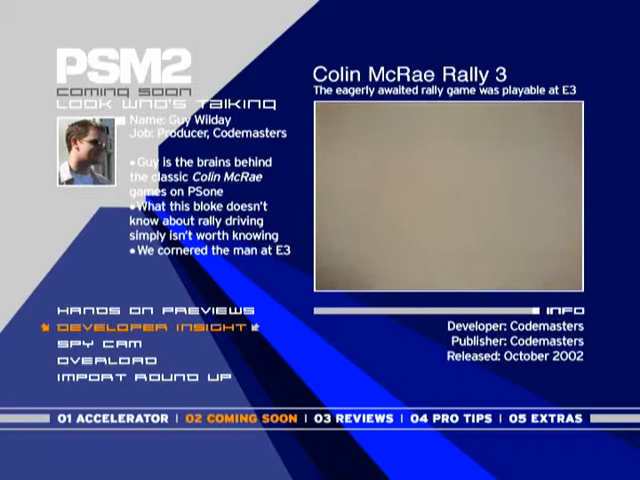 PSM2
COMING SOON
LOOK WHO'S TALKING
Name: Guy Wilday
Job: Producer, Codemasters
•Guy is the brains behind
the classic Colin McRae
games on PSone
•What this bloke doesn't
know about rally driving
simply isn't worth knowing
•We cornered the man at E3
Colin McRae Rally 3
The eagerly awaited rally game was playable at E3
INFO
Developer: Codemasters
Publisher: Codemasters
Released: October 2002
HANDS ON PREVIEWS
DEVELOPER INSIGHT
SPY CAM
OVERLOAD
IMPORT ROUND UP
01 ACCELERATOR | 02 COMING SOON | 03 REVIEWS | 04 PRO TIPS | 05 EXTRAS